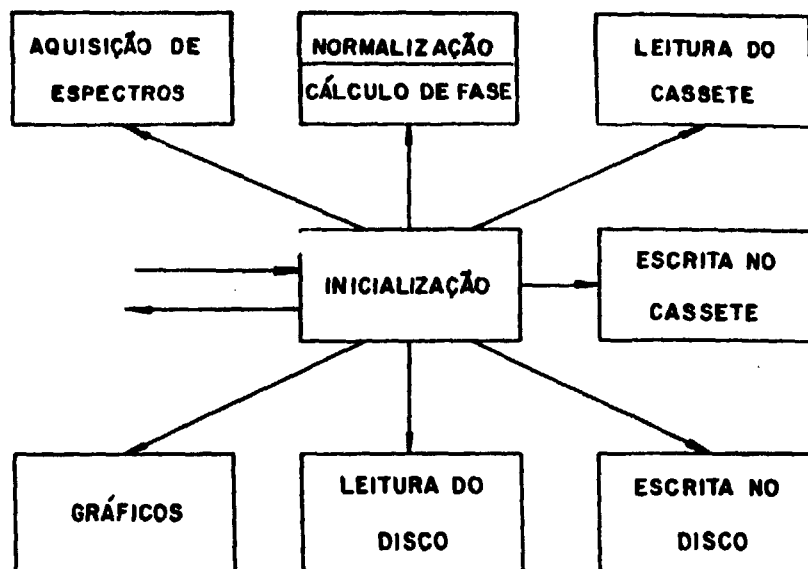 AQUISIÇÃO DE
ESPECTROS
NORMALIZAÇÃO
CÁLCULO DE FASE
LEITURA DO
CASSETE
INICIALIZAÇÃO
ESCRITA NO
CASSETE
GRÁFICOS
LEITURA DO
DISCO
ESCRITA NO
DISCO